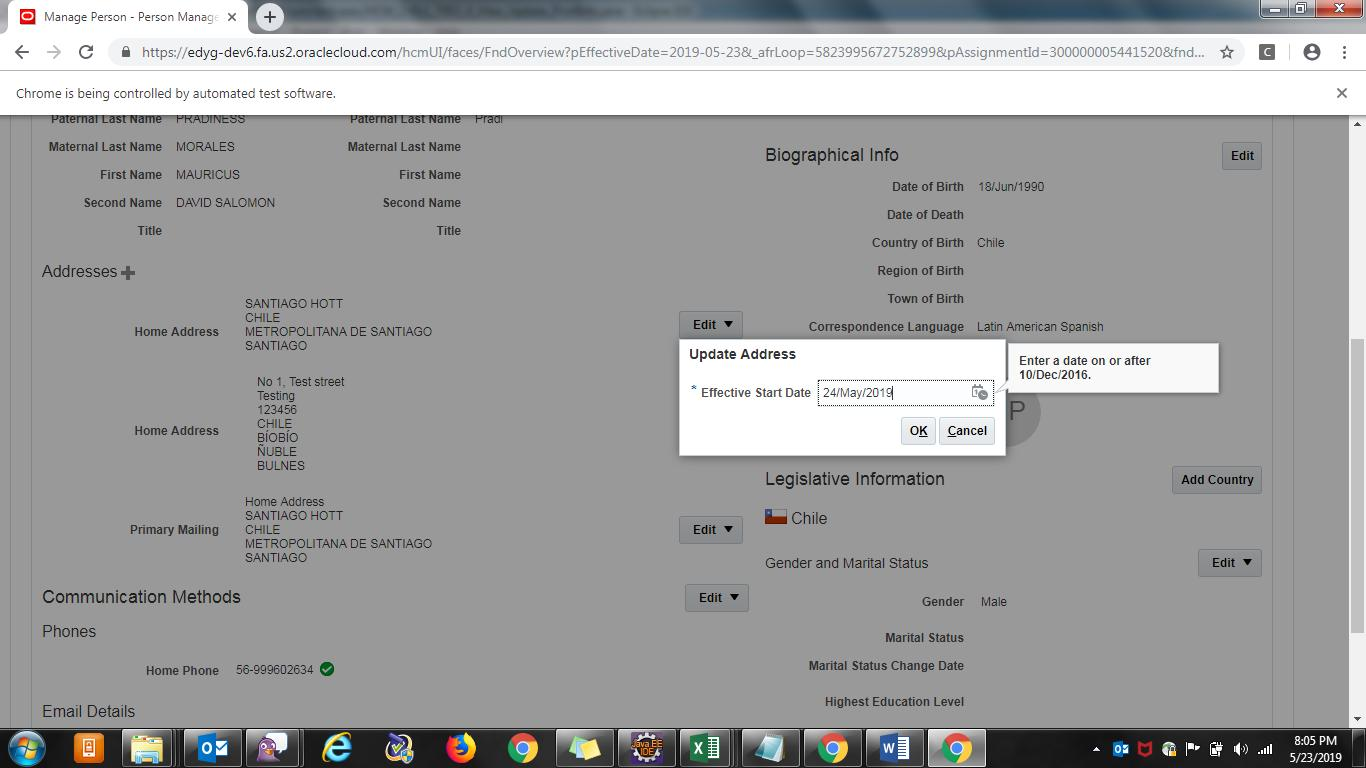 Manage Person - Person Manage
https://edyg-dev6.fa.us2.oraclecloud.com/hcmUI/faces/FndOverview?pEffectiveDate=2019-05-23&_afrLoop=5823995672752899&pAssignmentId=300000005441520&fnd...
C
Chrome is being controlled by automated test software.
Paternal Last Name PRADINESS Paternal Last Name Pradi
Maternal Last Name MORALES Maternal Last Name
First Name MAURICUS First Name
Second Name DAVID SALOMON Second Name
Title Title
Addresses
Home Address
SANTIAGO HOTT
CHILE
METROPOLITANA DE SANTIAGO
SANTIAGO
Edit
Home Address
No 1, Test street
Testing
123456
CHILE
BÍOBÍO
ÑUBLE
BULNES
Primary Mailing
Home Address
SANTIAGO HOTT
CHILE
METROPOLITANA DE SANTIAGO
SANTIAGO
Edit
Communication Methods
Edit
Phones
Home Phone 56-999602634
Email Details
Biographical Info
Edit
Date of Birth 18/Jun/1990
Date of Death
Country of Birth Chile
Region of Birth
Town of Birth
Correspondence Language Latin American Spanish
Update Address
* Effective Start Date 24/May/2019
OK Cancel
Enter a date on or after
10/Dec/2016.
P
Legislative Information
Add Country
Chile
Gender and Marital Status
Edit
Gender Male
Marital Status
Marital Status Change Date
Highest Education Level
Java EE
IDE
8:05 PM
5/23/2019